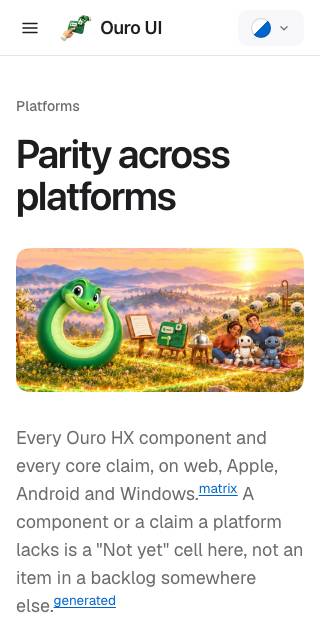 Ouro UI
Platforms
Parity across
platforms
Every Ouro HX component and
every core claim, on web, Apple,
Android and Windows.matrix A
component or a claim a platform
lacks is a "Not yet" cell here, not an
item in a backlog somewhere
else.generated